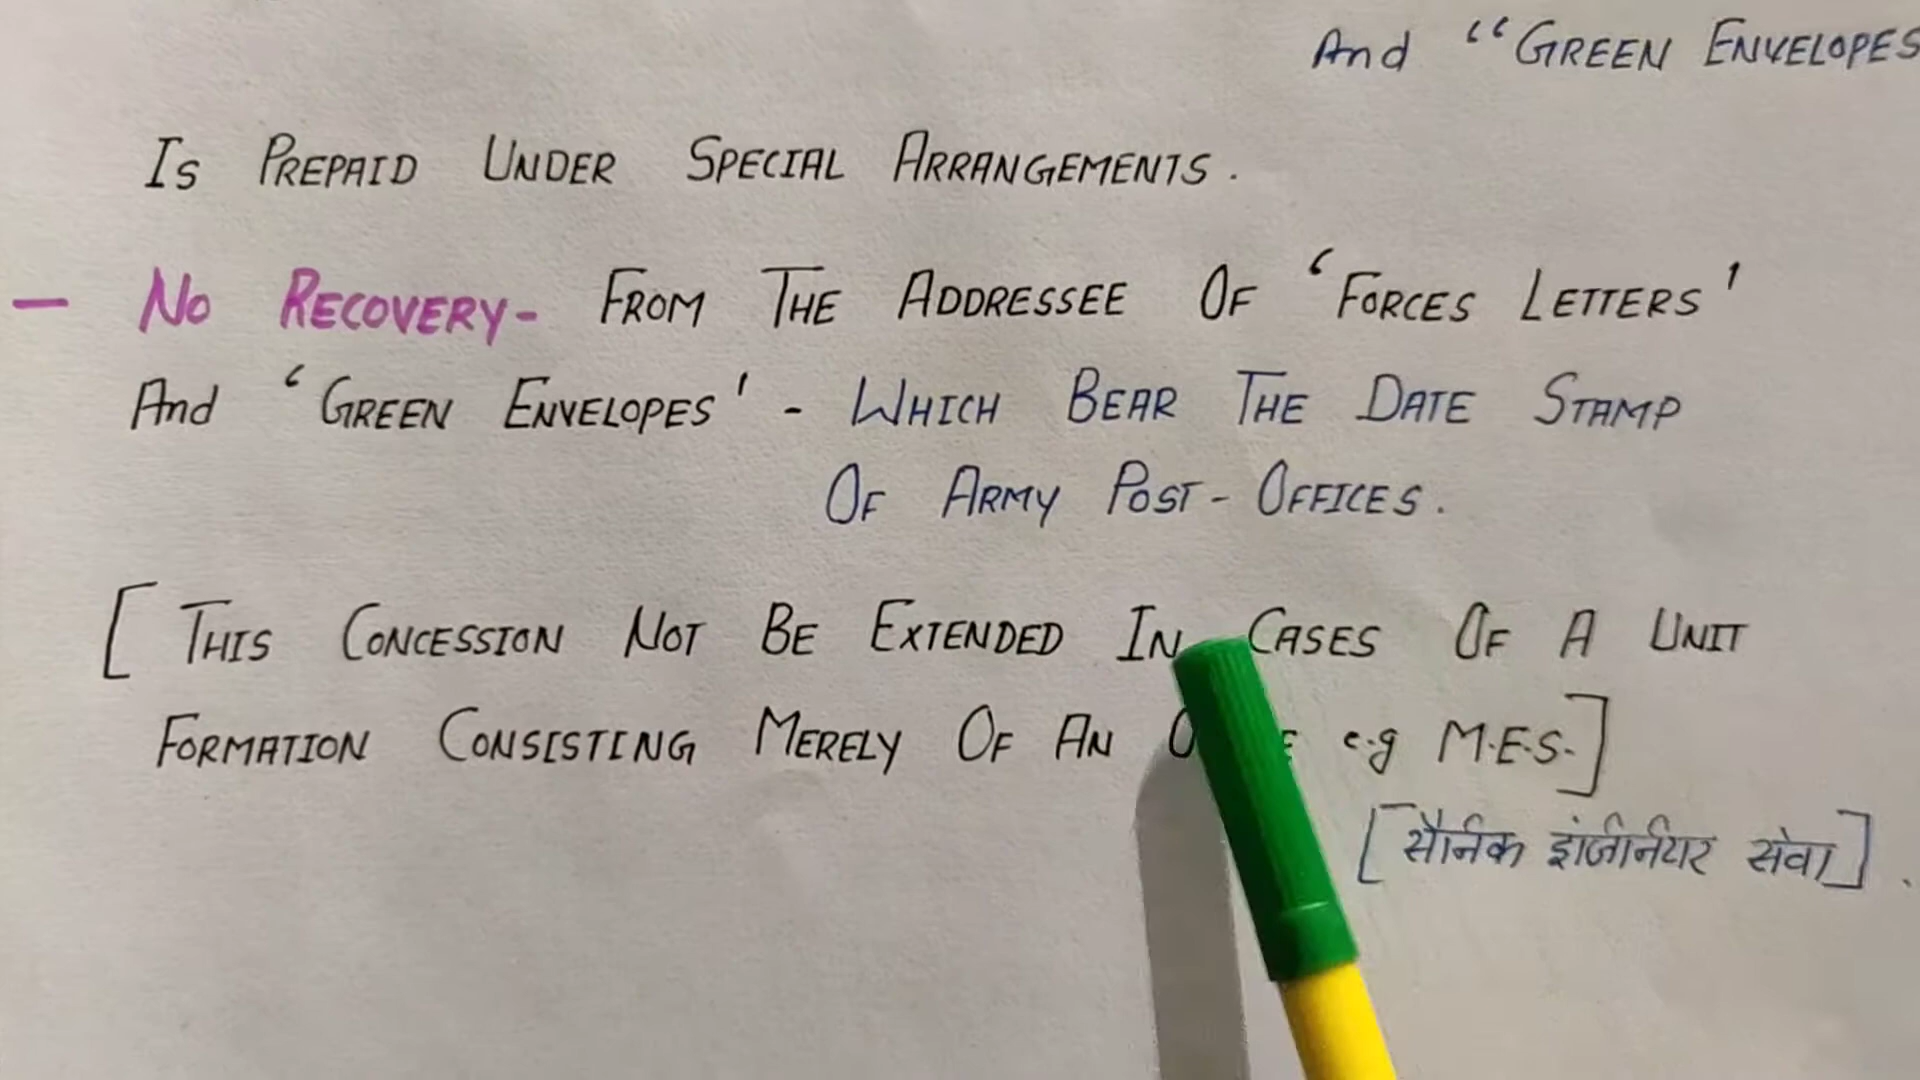 And “GREEN ENVELOPES
IS PREPAID UNDER SPECIAL ARRANGEMENTS.
— NO RECOVERY- FROM THE ADDRESSEE OF ‘FORCES LETTERS'
And ‘GREEN ENVELOPES' - WHICH BEAR THE DATE STAMP
OF ARMY POST-OFFICES.
[THIS CONCESSION NOT BE EXTENDED IN CASES OF A UNIT
FORMATION CONSISTING MERELY OF AN e.g M.E.S.]
[सैनिक इंजीनियर सेवा].